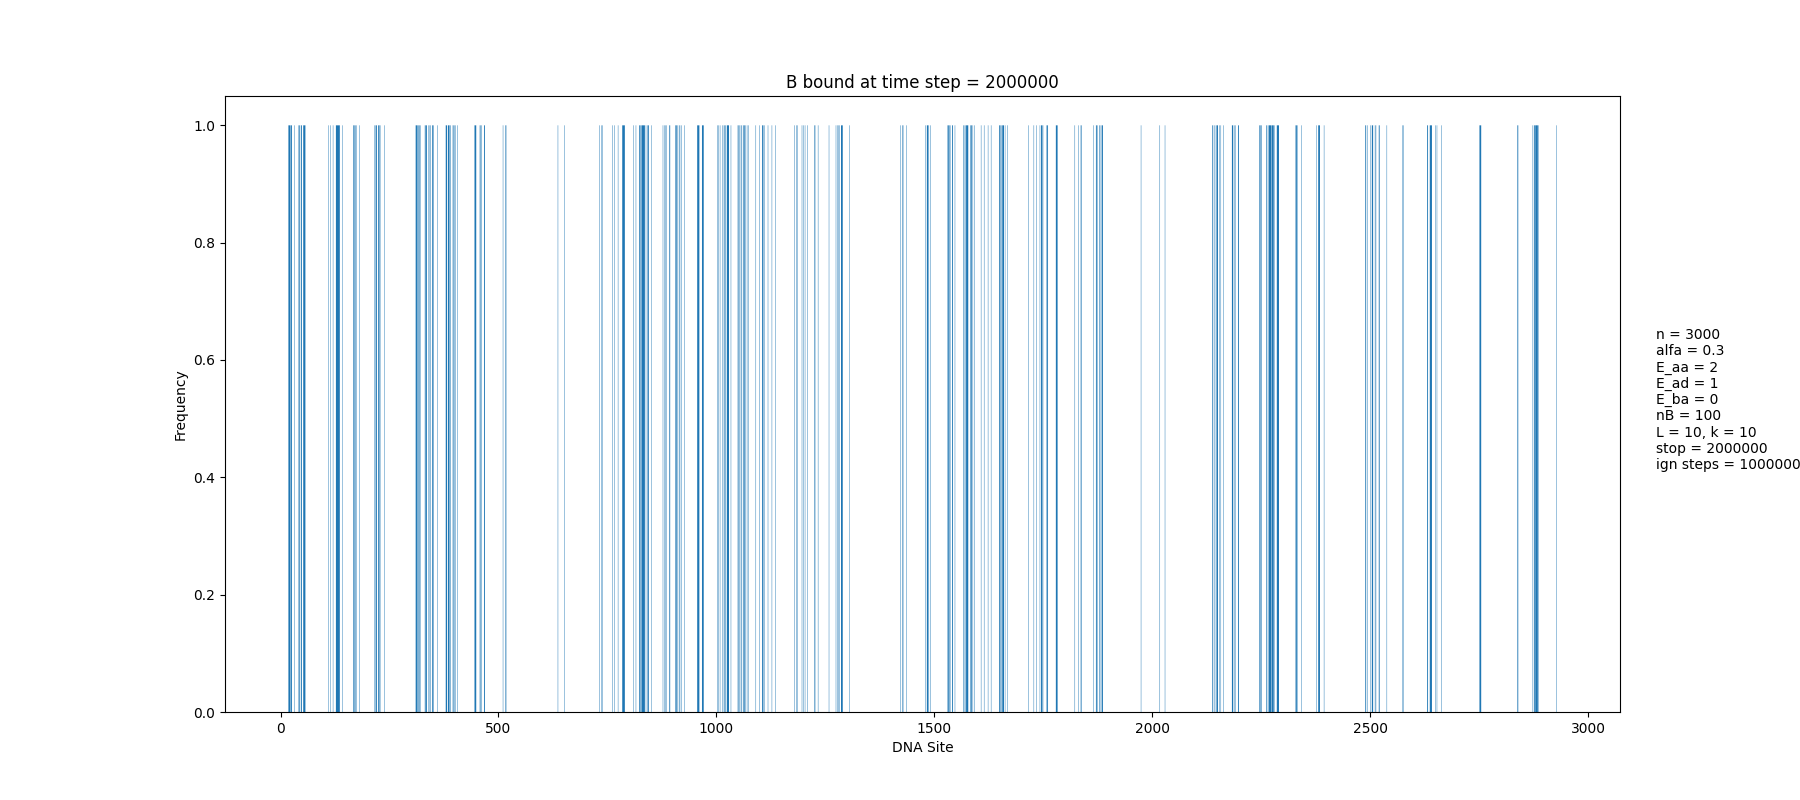 B bound at time step = 2000000
1.0
0.8
0.6
0.4
0.2
0.0
Frequency
0 500 1000 1500 2000 2500 3000
DNA Site
n = 3000
alfa = 0.3
E_aa = 2
E_ad = 1
E_ba = 0
nB = 100
L = 10, k = 10
stop = 2000000
ign steps = 1000000